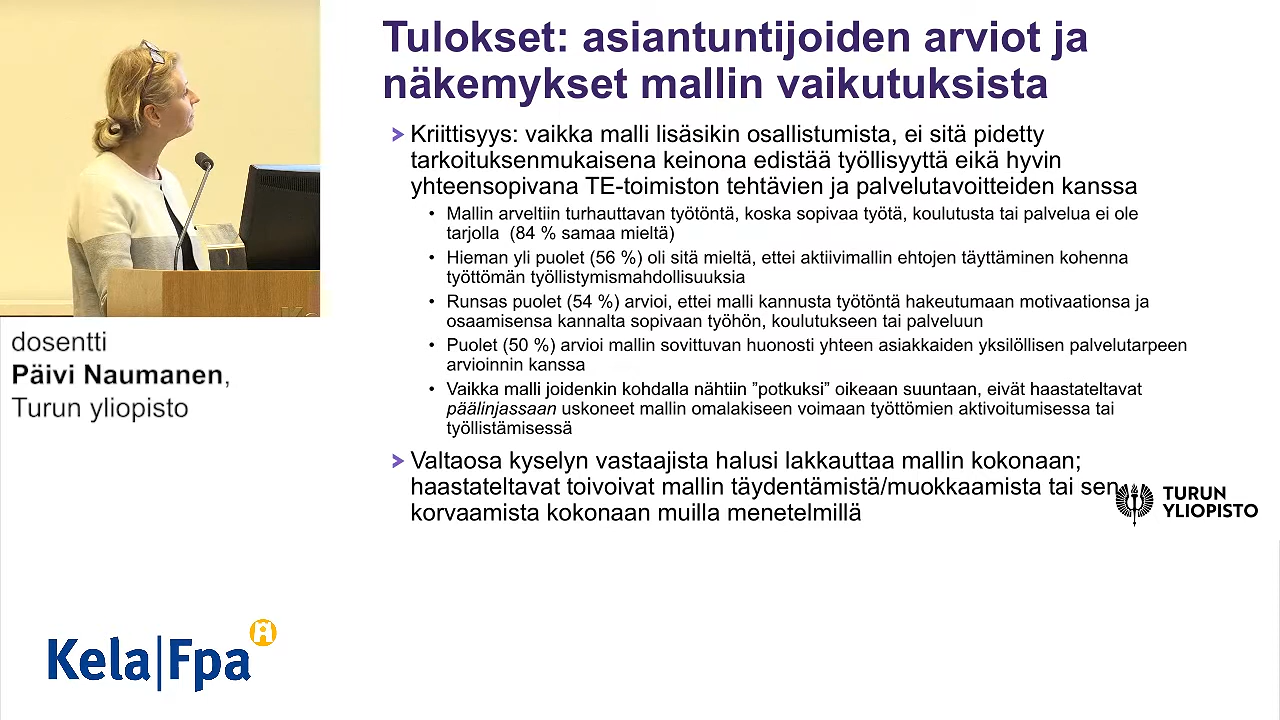 Tulokset: asiantuntijoiden arviot ja
näkemykset mallin vaikutuksista
> Kriittisyys: vaikka malli lisäsikin osallistumista, ei sitä pidetty
tarkoituksenmukaisena keinona edistää työllisyyttä eikä hyvin
yhteensopivana TE-toimiston tehtävien ja palvelutavoitteiden kanssa
• Mallin arveltiin turhauttavan työtöntä, koska sopivaa työtä, koulutusta tai palvelua ei ole
tarjolla (84 % samaa mieltä)
• Hieman yli puolet (56 %) oli sitä mieltä, ettei aktiivimallin ehtojen täyttäminen kohenna
työttömän työllistymismahdollisuuksia
• Runsas puolet (54 %) arvioi, ettei malli kannusta työtöntä hakeutumaan motivaationsa ja
osaamisensa kannalta sopivaan työhön, koulutukseen tai palveluun
• Puolet (50 %) arvioi mallin sovittuvan huonosti yhteen asiakkaiden yksilöllisen palvelutarpeen
arvioinnin kanssa
• Vaikka malli joidenkin kohdalla nähtiin ”potkuksi” oikeaan suuntaan, eivät haastateltavat
päälinjassaan uskoneet mallin omalakiseen voimaan työttömien aktivoitumisessa tai
työllistämisessä
> Valtaosa kyselyn vastaajista halusi lakkauttaa mallin kokonaan;
haastateltavat toivoivat mallin täydentämistä/muokkaamista tai sen
korvaamista kokonaan muilla menetelmillä
TURUN
YLIOPISTO
dosentti
Päivi Naumanen,
Turun yliopisto
Kela|Fpa